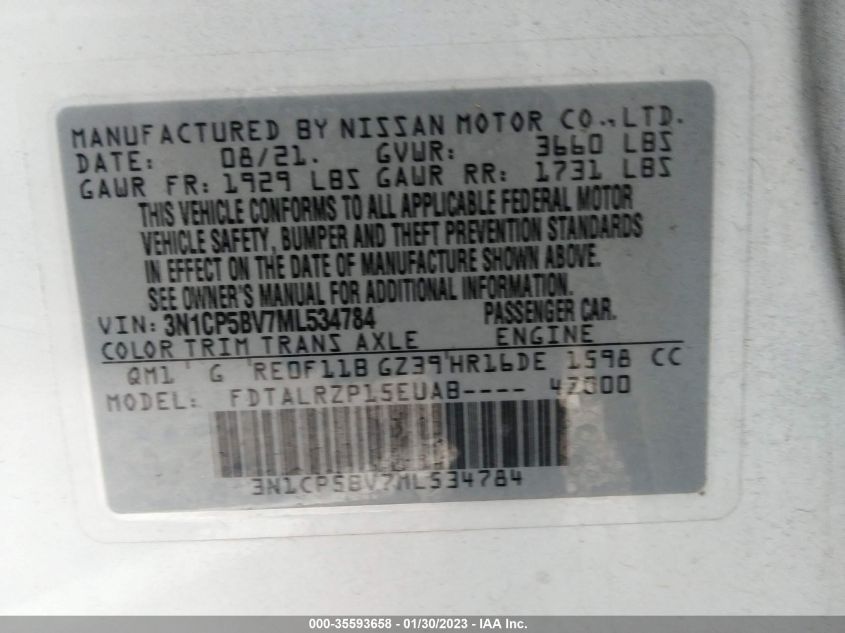 MANUFACTURED BY NISSAN MOTOR CO., LTD.
DATE: 08/21. GVWR: 3660 LBS
GAWR FR: 1929 LBS GAWR RR: 1731 LBS
THIS VEHICLE CONFORMS TO ALL APPLICABLE FEDERAL MOTOR
VEHICLE SAFETY, BUMPER AND THEFT PREVENTION STANDARDS
IN EFFECT ON THE DATE OF MANUFACTURE SHOWN ABOVE.
SEE OWNER'S MANUAL FOR ADDITIONAL INFORMATION.
VIN: 3N1CP5BV7ML534784 PASSENGER CAR.
COLOR TRIM TRANS AXLE ENGINE
QM1 G RE0F11B GZ39 HR16DE 1598 CC
MODEL: FDTALRZP15EUAB----
3N1CP5BV7ML534784
000-35593658 - 01/30/2023 - IAA Inc.